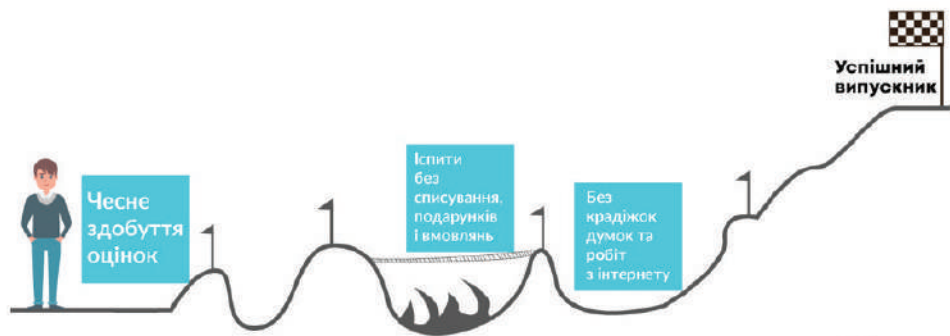 Успішний
випускник
Іспити
без
списування,
подарунків
і вмовлянь
Чесне
здобуття
оцінок
Без
крадіжок
думок та
робіт
з інтернету